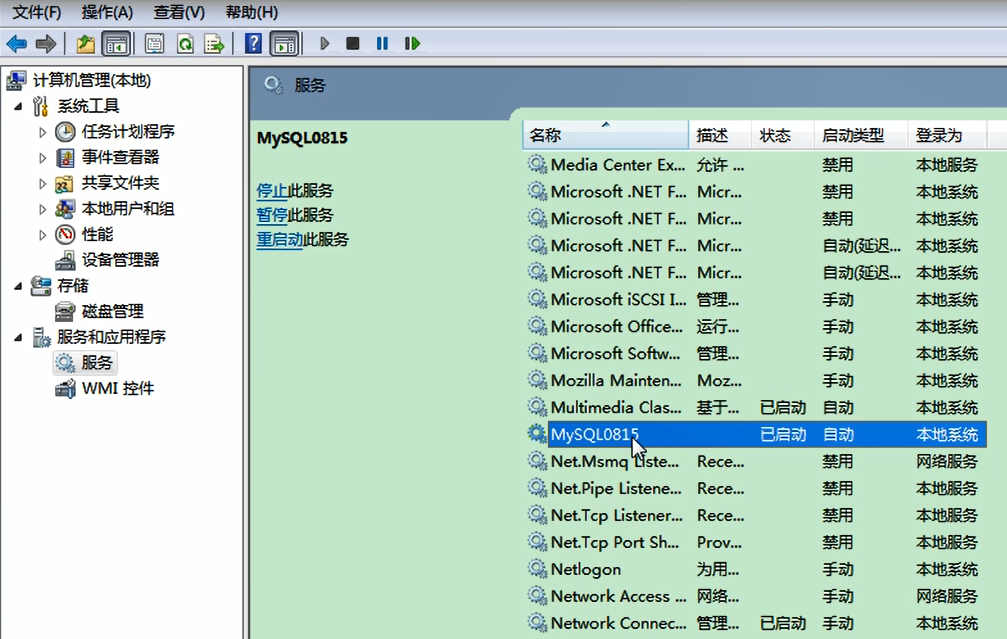 文件(F) 操作(A) 查看(V) 帮助(H)
计算机管理(本地)
系统工具
任务计划程序
事件查看器
共享文件夹
本地用户和组
性能
设备管理器
存储
磁盘管理
服务和应用程序
服务
WMI 控件
服务
MySQL0815
停止此服务
暂停此服务
重启动此服务
名称 描述 状态 启动类型 登录为
Media Center Ex... 允许 ... 禁用 本地服务
Microsoft .NET F... Micr... 禁用 本地系统
Microsoft .NET F... Micr... 禁用 本地系统
Microsoft .NET F... Micr... 自动(延迟... 本地系统
Microsoft .NET F... Micr... 自动(延迟... 本地系统
Microsoft iSCSI I... 管理... 手动 本地系统
Microsoft Office... 运行... 手动 本地系统
Microsoft Softw... 管理... 手动 本地系统
Mozilla Mainten... Moz... 手动 本地系统
Multimedia Clas... 基于... 已启动 自动 本地系统
MySQL0815 已启动 自动 本地系统
Net.Msmq Liste... Rece... 禁用 网络服务
Net.Pipe Listene... Rece... 禁用 本地服务
Net.Tcp Listener... Rece... 禁用 本地服务
Net.Tcp Port Sh... Prov... 禁用 本地服务
Netlogon 为用... 手动 本地系统
Network Access ... 网络... 手动 网络服务
Network Connec... 管理... 已启动 手动 本地系统